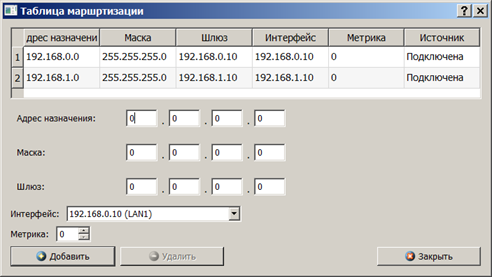 Таблица маршртизации
дрес назначени Маска Шлюз Интерфейс Метрика Источник
1 192.168.0.0 255.255.255.0 192.168.0.10 192.168.0.10 0 Подключена
2 192.168.1.0 255.255.255.0 192.168.1.10 192.168.1.10 0 Подключена
Адрес назначения: 0 . 0 . 0 . 0
Маска: 0 . 0 . 0 . 0
Шлюз: 0 . 0 . 0 . 0
Интерфейс: 192.168.0.10 (LAN1)
Метрика: 0
Добавить Удалить Закрыть